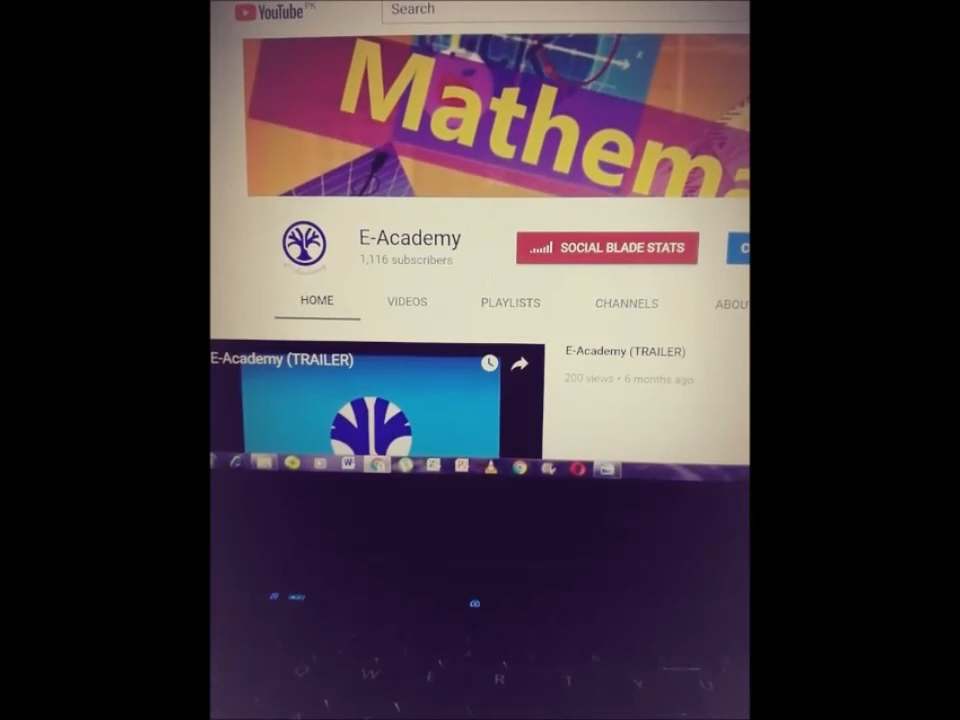 YouTube PK
Search
Mathema
E-Academy
1,116 subscribers
SOCIAL BLADE STATS
C
HOME
VIDEOS
PLAYLISTS
CHANNELS
ABOU
E-Academy (TRAILER)
E-Academy (TRAILER)
200 views • 6 months ago
Q W E R T Y U